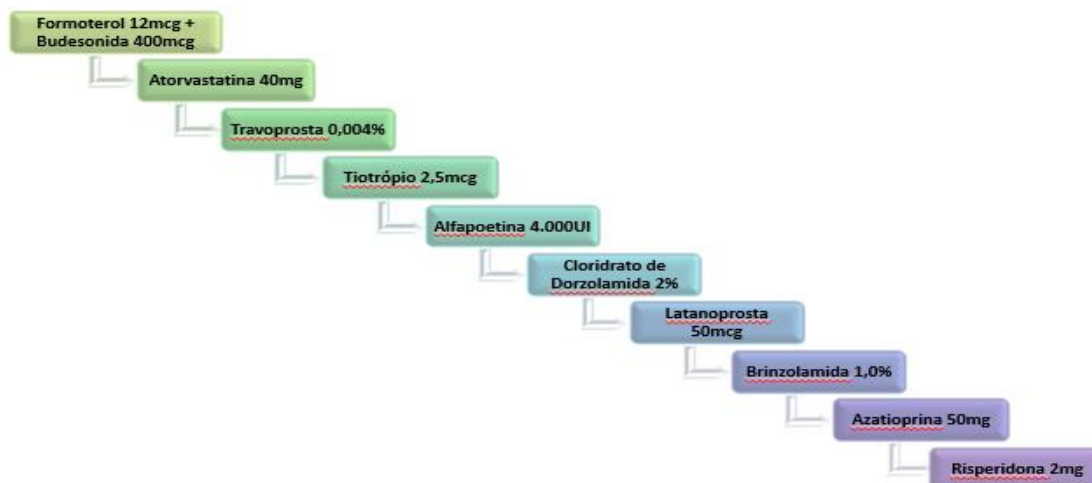 Formoterol 12mcg +
Budesonida 400mcg
Atorvastatina 40mg
Travoprosta 0,004%
Tiotrópio 2,5mcg
Alfapoetina 4.000UI
Cloridrato de
Dorzolamida 2%
Latanoprosta
50mcg
Brinzolamida 1,0%
Azatioprina 50mg
Risperidona 2mg